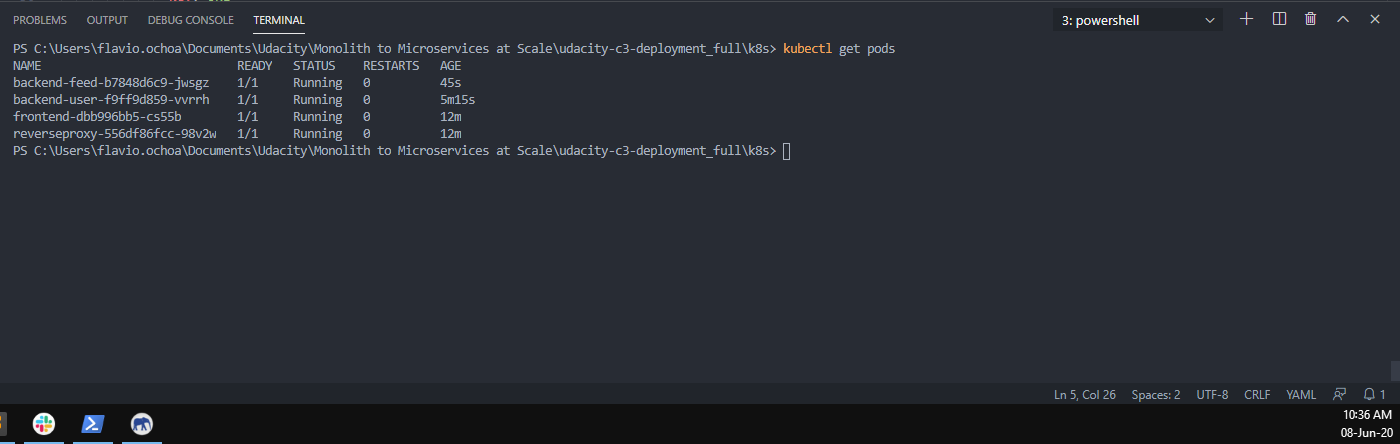 PROBLEMS OUTPUT DEBUG CONSOLE TERMINAL 3: powershell
PS C:\Users\flavio.ochoa\Documents\Udacity\Monolith to Microservices at Scale\udacity-c3-deployment_full\k8s> kubectl get pods
NAME READY STATUS RESTARTS AGE
backend-feed-b7848d6c9-jwsgz 1/1 Running 0 45s
backend-user-f9ff9d859-vvrrh 1/1 Running 0 5m15s
frontend-dbb996bb5-cs55b 1/1 Running 0 12m
reverseproxy-556df86fcc-98v2w 1/1 Running 0 12m
PS C:\Users\flavio.ochoa\Documents\Udacity\Monolith to Microservices at Scale\udacity-c3-deployment_full\k8s>
Ln 5, Col 26 Spaces: 2 UTF-8 CRLF YAML 1
10:36 AM
08-Jun-20